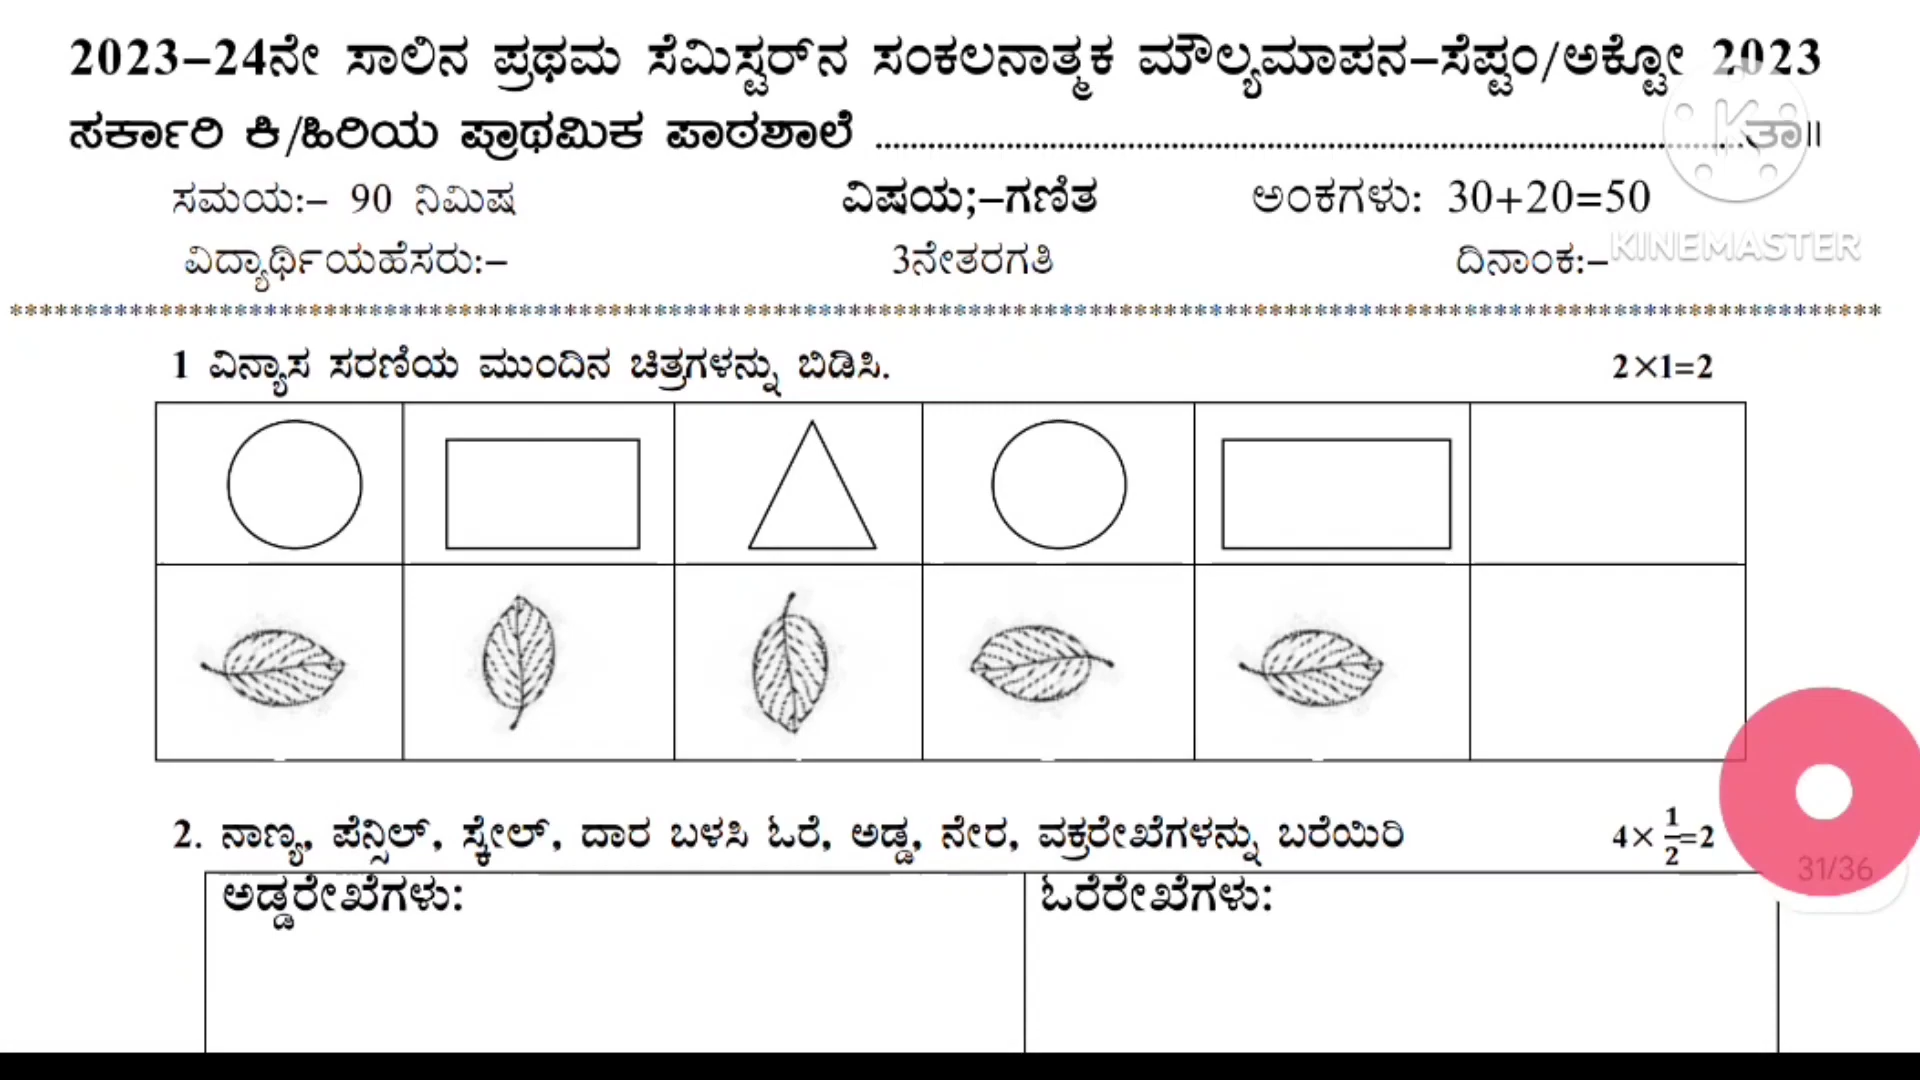 2023–24ನೇ ಸಾಲಿನ ಪ್ರಥಮ ಸೆಮಿಸ್ಟರ್‌ನ ಸಂಕಲನಾತ್ಮಕ ಮೌಲ್ಯಮಾಪನ–ಸೆಪ್ಟಂ/ಅಕ್ಟೋ 2023
ಸರ್ಕಾರಿ ಕಿ/ಹಿರಿಯ ಪ್ರಾಥಮಿಕ ಪಾಠಶಾಲೆ .................................................................................ತಾ॥
ಸಮಯ:– 90 ನಿಮಿಷ ವಿಷಯ;–ಗಣಿತ ಅಂಕಗಳು: 30+20=50
ವಿದ್ಯಾರ್ಥಿಯಹೆಸರು:– 3ನೇತರಗತಿ ದಿನಾಂಕ:–
KINEMASTER
1 ವಿನ್ಯಾಸ ಸರಣಿಯ ಮುಂದಿನ ಚಿತ್ರಗಳನ್ನು ಬಿಡಿಸಿ. 2×1=2
2. ನಾಣ್ಯ, ಪೆನ್ಸಿಲ್, ಸ್ಕೇಲ್, ದಾರ ಬಳಸಿ ಓರೆ, ಅಡ್ಡ, ನೇರ, ವಕ್ರರೇಖೆಗಳನ್ನು ಬರೆಯಿರಿ 4× 1/2=2
31/36
ಅಡ್ಡರೇಖೆಗಳು: ಓರೆರೇಖೆಗಳು: